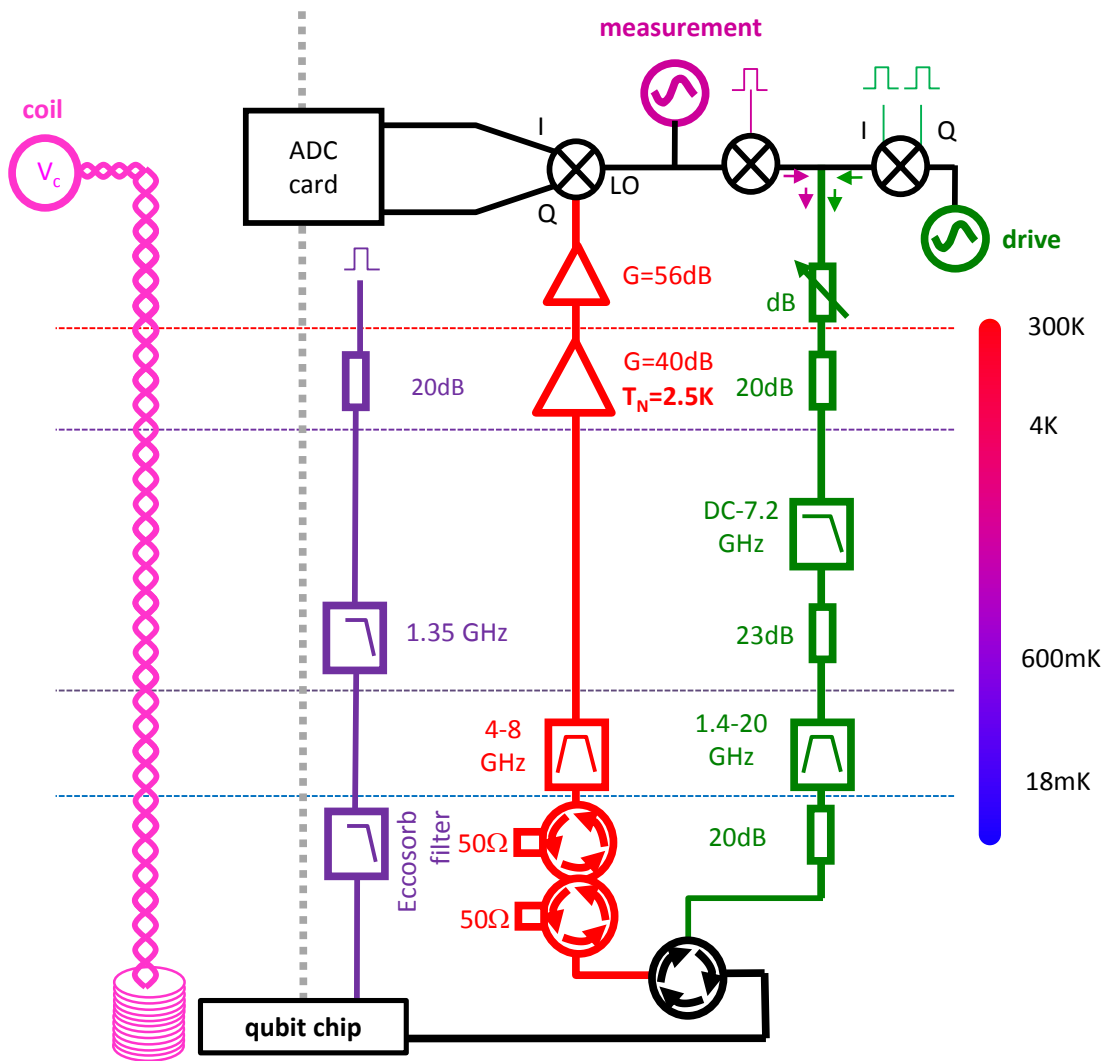 measurement
coil
V_c
ADC
card
I
Q
LO
I
Q
drive
G=56dB
dB
300K
20dB
G=40dB
T_N=2.5K
20dB
4K
DC-7.2
GHz
1.35 GHz
23dB
600mK
4-8
GHz
1.4-20
GHz
18mK
Eccosorb
filter
50Ω
20dB
50Ω
qubit chip